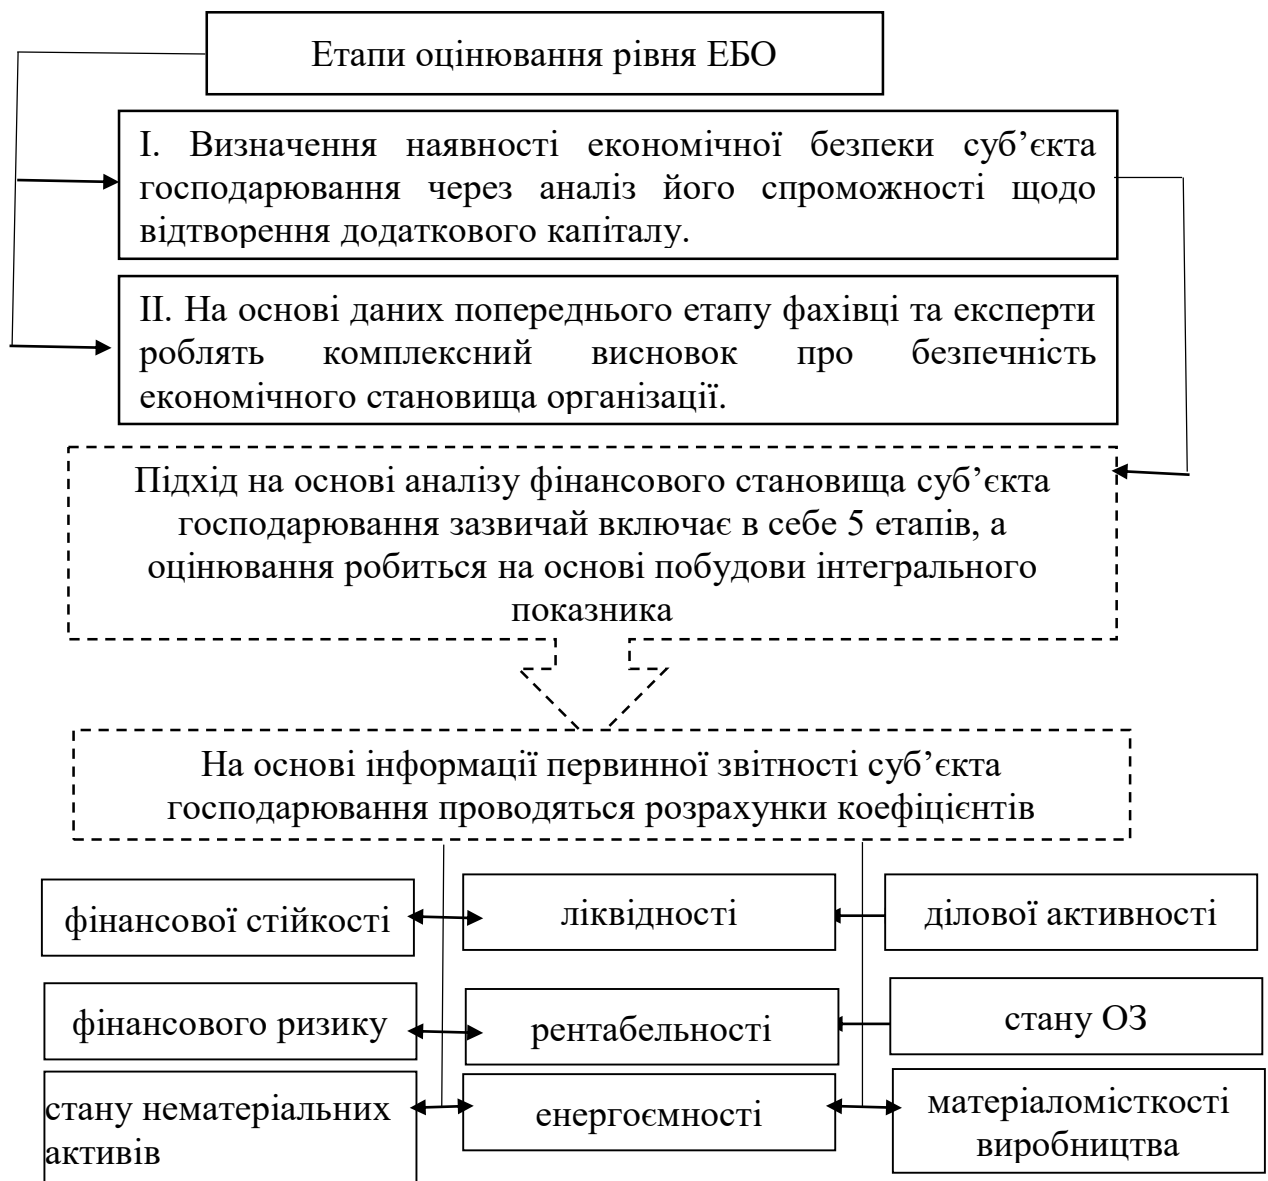 Етапи оцінювання рівня ЕБО
І. Визначення наявності економічної безпеки суб’єкта
господарювання через аналіз його спроможності щодо
відтворення додаткового капіталу.
ІІ. На основі даних попереднього етапу фахівці та експерти
роблять комплексний висновок про безпечність
економічного становища організації.
Підхід на основі аналізу фінансового становища суб’єкта
господарювання зазвичай включає в себе 5 етапів, а
оцінювання робиться на основі побудови інтегрального
показника
На основі інформації первинної звітності суб’єкта
господарювання проводяться розрахунки коефіцієнтів
фінансової стійкості
ліквідності
ділової активності
фінансового ризику
рентабельності
стану ОЗ
стану нематеріальних
активів
енергоємності
матеріаломісткості
виробництва